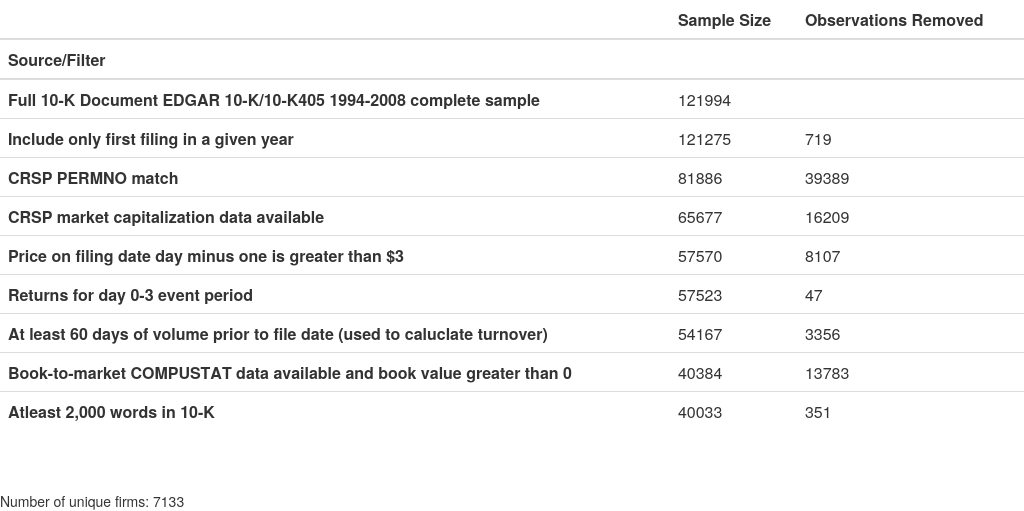 Sample Size Observations Removed
Source/Filter
Full 10-K Document EDGAR 10-K/10-K405 1994-2008 complete sample 121994
Include only first filing in a given year 121275 719
CRSP PERMNO match 81886 39389
CRSP market capitalization data available 65677 16209
Price on filing date day minus one is greater than $3 57570 8107
Returns for day 0-3 event period 57523 47
At least 60 days of volume prior to file date (used to caluclate turnover) 54167 3356
Book-to-market COMPUSTAT data available and book value greater than 0 40384 13783
Atleast 2,000 words in 10-K 40033 351
Number of unique firms: 7133